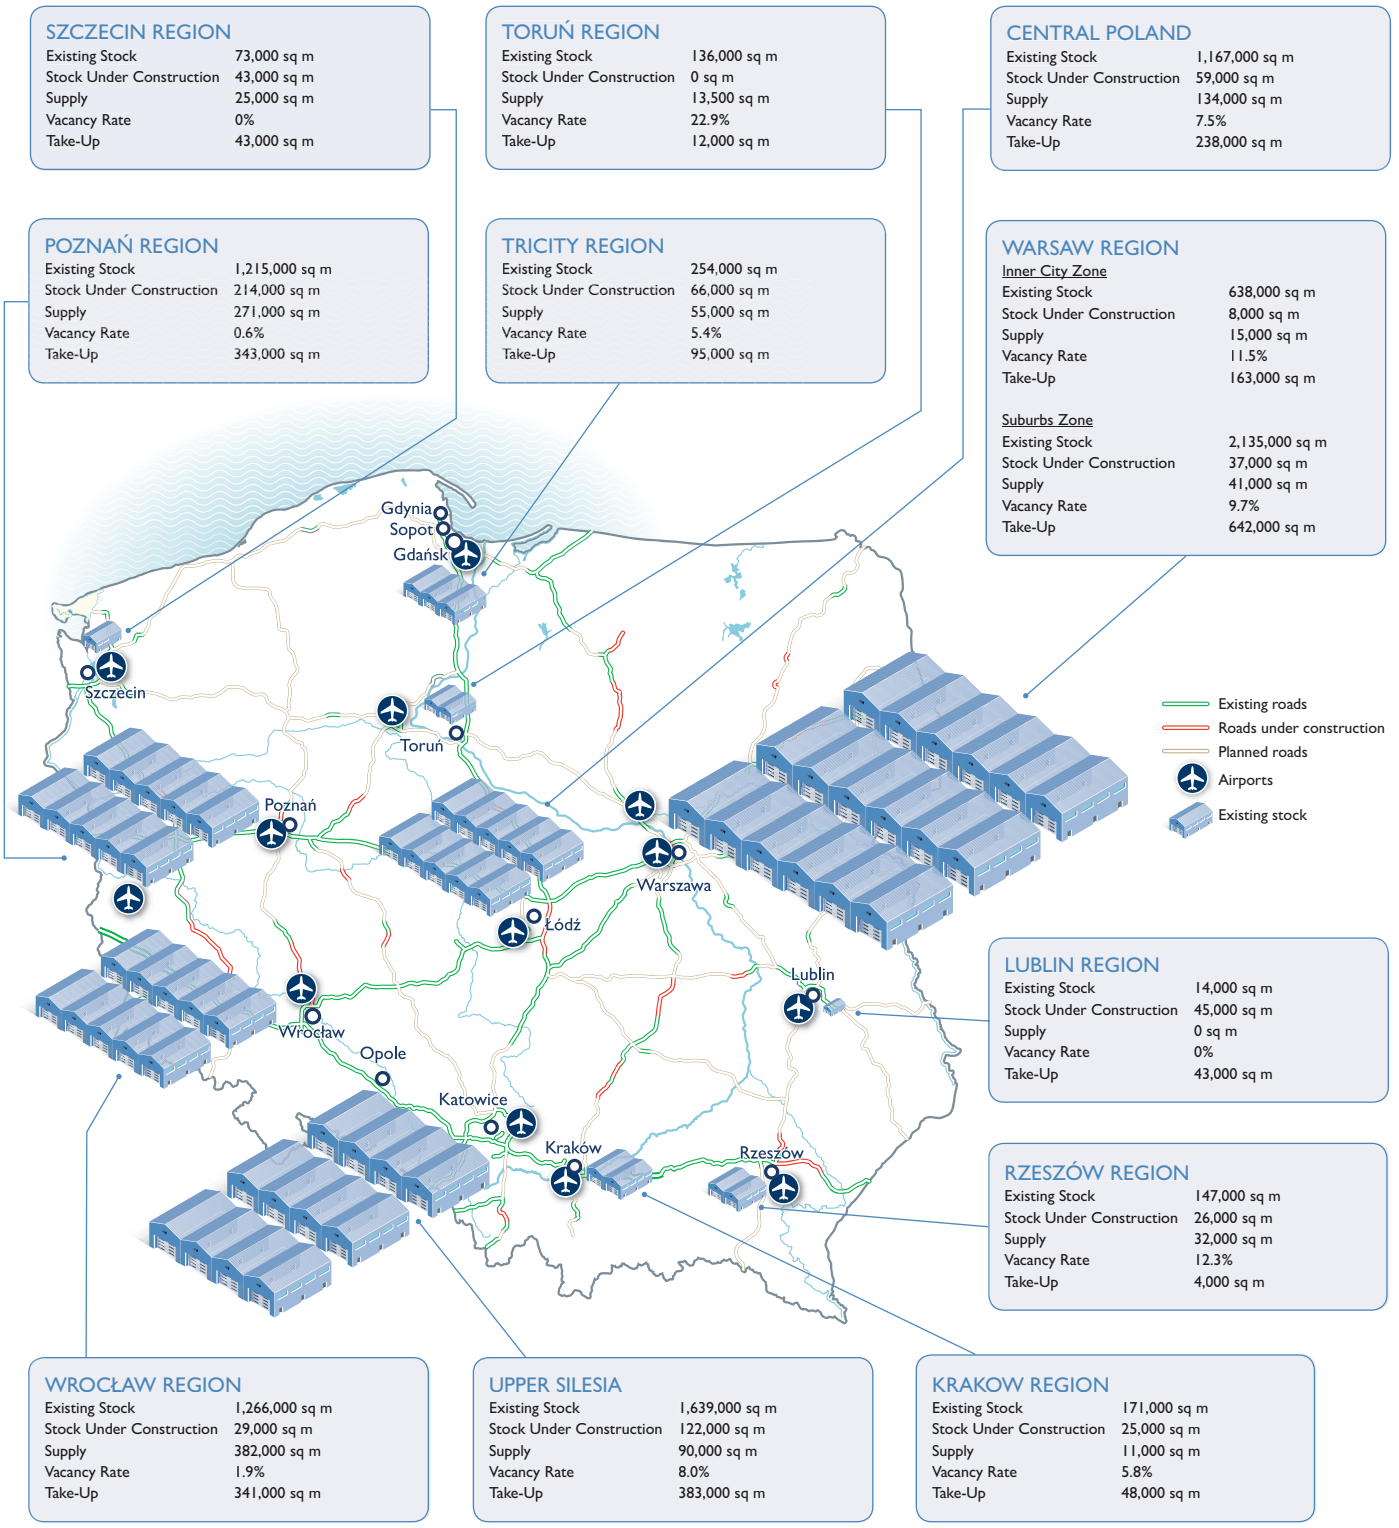 SZCZECIN REGION
Existing Stock 73,000 sq m
Stock Under Construction 43,000 sq m
Supply 25,000 sq m
Vacancy Rate 0%
Take-Up 43,000 sq m
TORUŃ REGION
Existing Stock 136,000 sq m
Stock Under Construction 0 sq m
Supply 13,500 sq m
Vacancy Rate 22.9%
Take-Up 12,000 sq m
CENTRAL POLAND
Existing Stock 1,167,000 sq m
Stock Under Construction 59,000 sq m
Supply 134,000 sq m
Vacancy Rate 7.5%
Take-Up 238,000 sq m
POZNAŃ REGION
Existing Stock 1,215,000 sq m
Stock Under Construction 214,000 sq m
Supply 271,000 sq m
Vacancy Rate 0.6%
Take-Up 343,000 sq m
TRICITY REGION
Existing Stock 254,000 sq m
Stock Under Construction 66,000 sq m
Supply 55,000 sq m
Vacancy Rate 5.4%
Take-Up 95,000 sq m
WARSAW REGION
Inner City Zone
Existing Stock 638,000 sq m
Stock Under Construction 8,000 sq m
Supply 15,000 sq m
Vacancy Rate 11.5%
Take-Up 163,000 sq m
Suburbs Zone
Existing Stock 2,135,000 sq m
Stock Under Construction 37,000 sq m
Supply 41,000 sq m
Vacancy Rate 9.7%
Take-Up 642,000 sq m
Gdynia
Sopot
Gdańsk
Szczecin
Toruń
Poznań
Warszawa
Łódź
Lublin
Wrocław
Opole
Katowice
Kraków
Rzeszów
Existing roads
Roads under construction
Planned roads
Airports
Existing stock
LUBLIN REGION
Existing Stock 14,000 sq m
Stock Under Construction 45,000 sq m
Supply 0 sq m
Vacancy Rate 0%
Take-Up 43,000 sq m
RZESZÓW REGION
Existing Stock 147,000 sq m
Stock Under Construction 26,000 sq m
Supply 32,000 sq m
Vacancy Rate 12.3%
Take-Up 4,000 sq m
WROCŁAW REGION
Existing Stock 1,266,000 sq m
Stock Under Construction 29,000 sq m
Supply 382,000 sq m
Vacancy Rate 1.9%
Take-Up 341,000 sq m
UPPER SILESIA
Existing Stock 1,639,000 sq m
Stock Under Construction 122,000 sq m
Supply 90,000 sq m
Vacancy Rate 8.0%
Take-Up 383,000 sq m
KRAKOW REGION
Existing Stock 171,000 sq m
Stock Under Construction 25,000 sq m
Supply 11,000 sq m
Vacancy Rate 5.8%
Take-Up 48,000 sq m